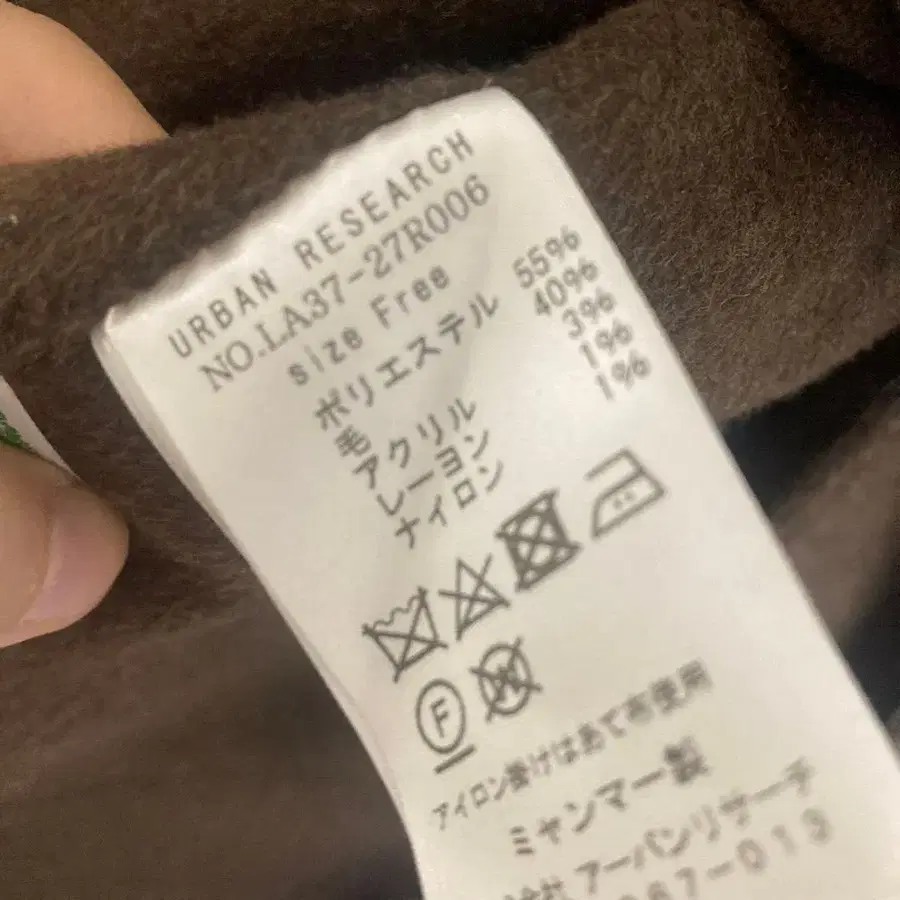 URBAN RESEARCH
NO.LA37-27R006
size Free
ポリエステル 55%
毛 40%
アクリル 3%
レーヨン 1%
ナイロン 1%
F
W
アイロン掛けはあて布使用
ミャンマー製
アーバンリサーチ